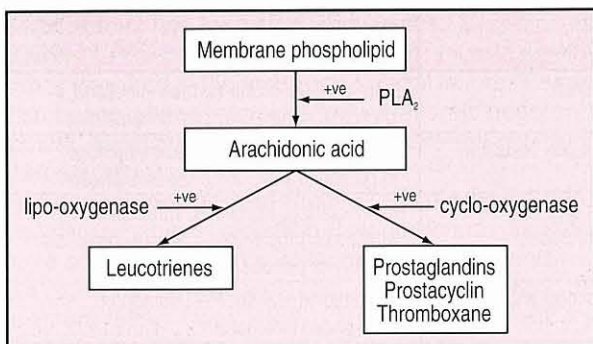 Membrane phospholipid
+ve
PLA₂
Arachidonic acid
lipo-oxygenase
+ve
+ve
cyclo-oxygenase
Leucotrienes
Prostaglandins
Prostacyclin
Thromboxane